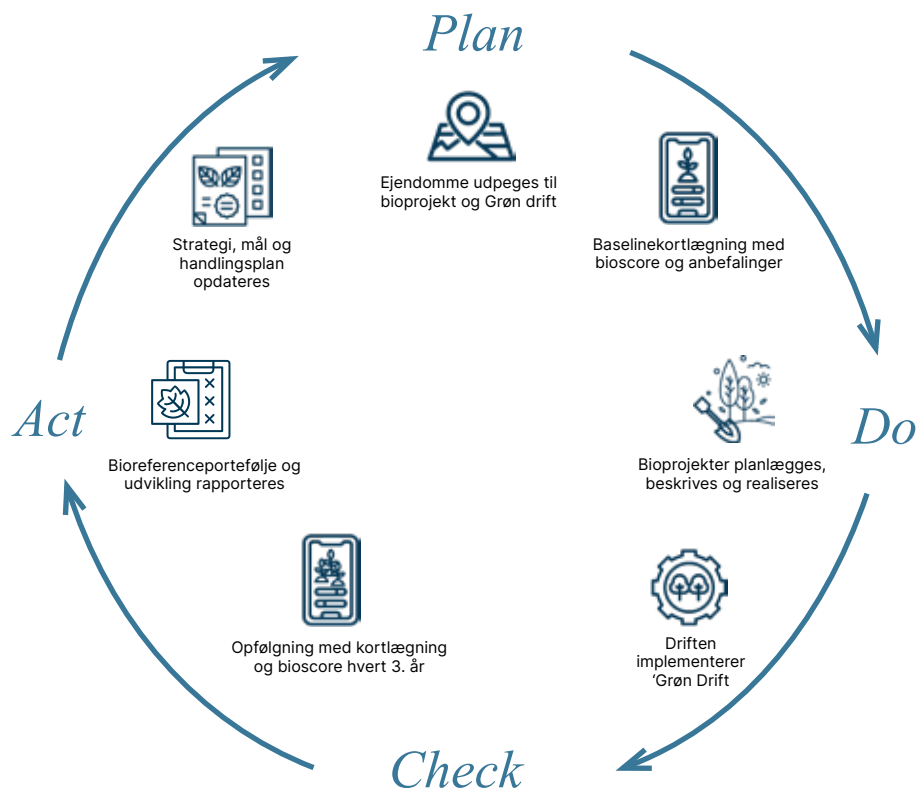 Plan
Ejendomme udpeges til
bioprojekt og Grøn drift
Baselinekortlægning med
bioscore og anbefalinger
Do
Bioprojekter planlægges,
beskrives og realiseres
Driften
implementerer
‘Grøn Drift
Check
Opfølgning med kortlægning
og bioscore hvert 3. år
Act
Bioreferenceportefølje og
udvikling rapporteres
Strategi, mål og
handlingsplan
opdateres